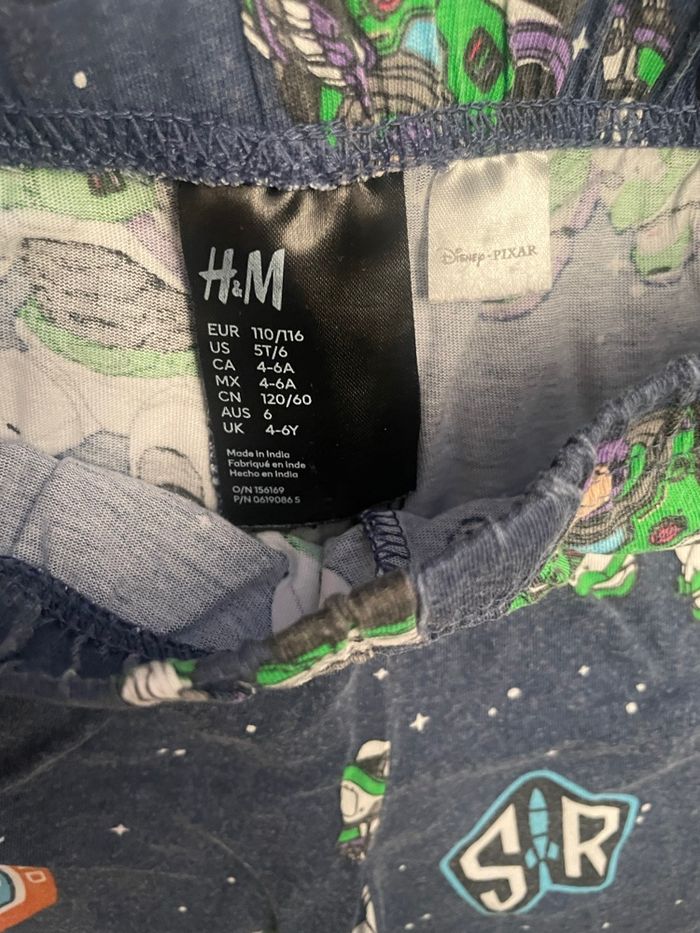 H&M
Disney · PIXAR
EUR 110/116
US 5T/6
CA 4-6A
MX 4-6A
CN 120/60
AUS 6
UK 4-6Y
Made in India
Fabriqué en Inde
Hecho en India
O/N 156169
P/N 0619086 5
S R